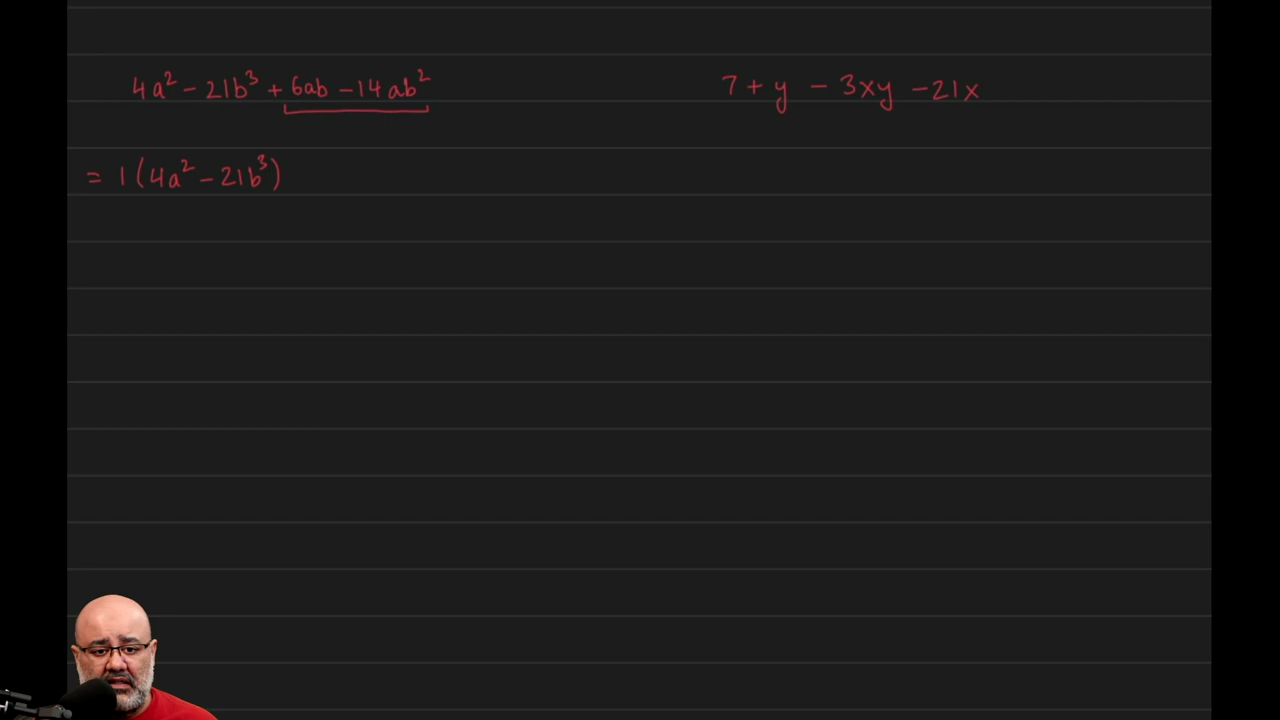 4a² - 21b³ + 6ab - 14ab²
7 + y - 3xy - 21x
= 1(4a² - 21b³)